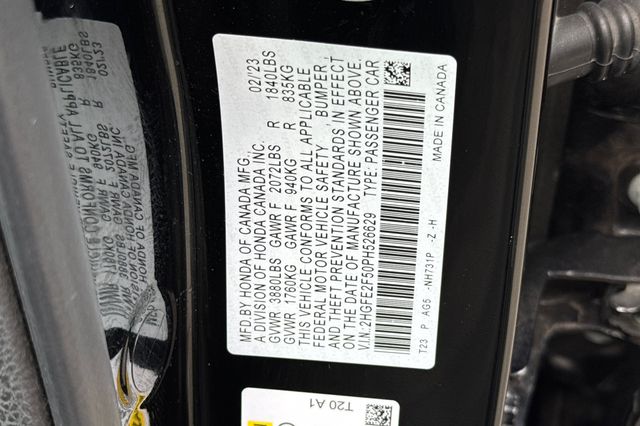 MFD BY HONDA OF CANADA MFG., 02/23
A DIVISION OF HONDA CANADA INC.
GVWR 3880LBS GAWR F 2072LBS R 1840LBS
GVWR 1760KG GAWR F 940KG R 835KG
THIS VEHICLE CONFORMS TO ALL APPLICABLE
FEDERAL MOTOR VEHICLE SAFETY, BUMPER,
AND THEFT PREVENTION STANDARDS IN EFFECT
ON THE DATE OF MANUFACTURE SHOWN ABOVE.
V.I.N.:2HGFE2F50PH526629 TYPE:PASSENGER CAR
T23 P AG5 -NH731P -Z-H MADE IN CANADA
T20 A1